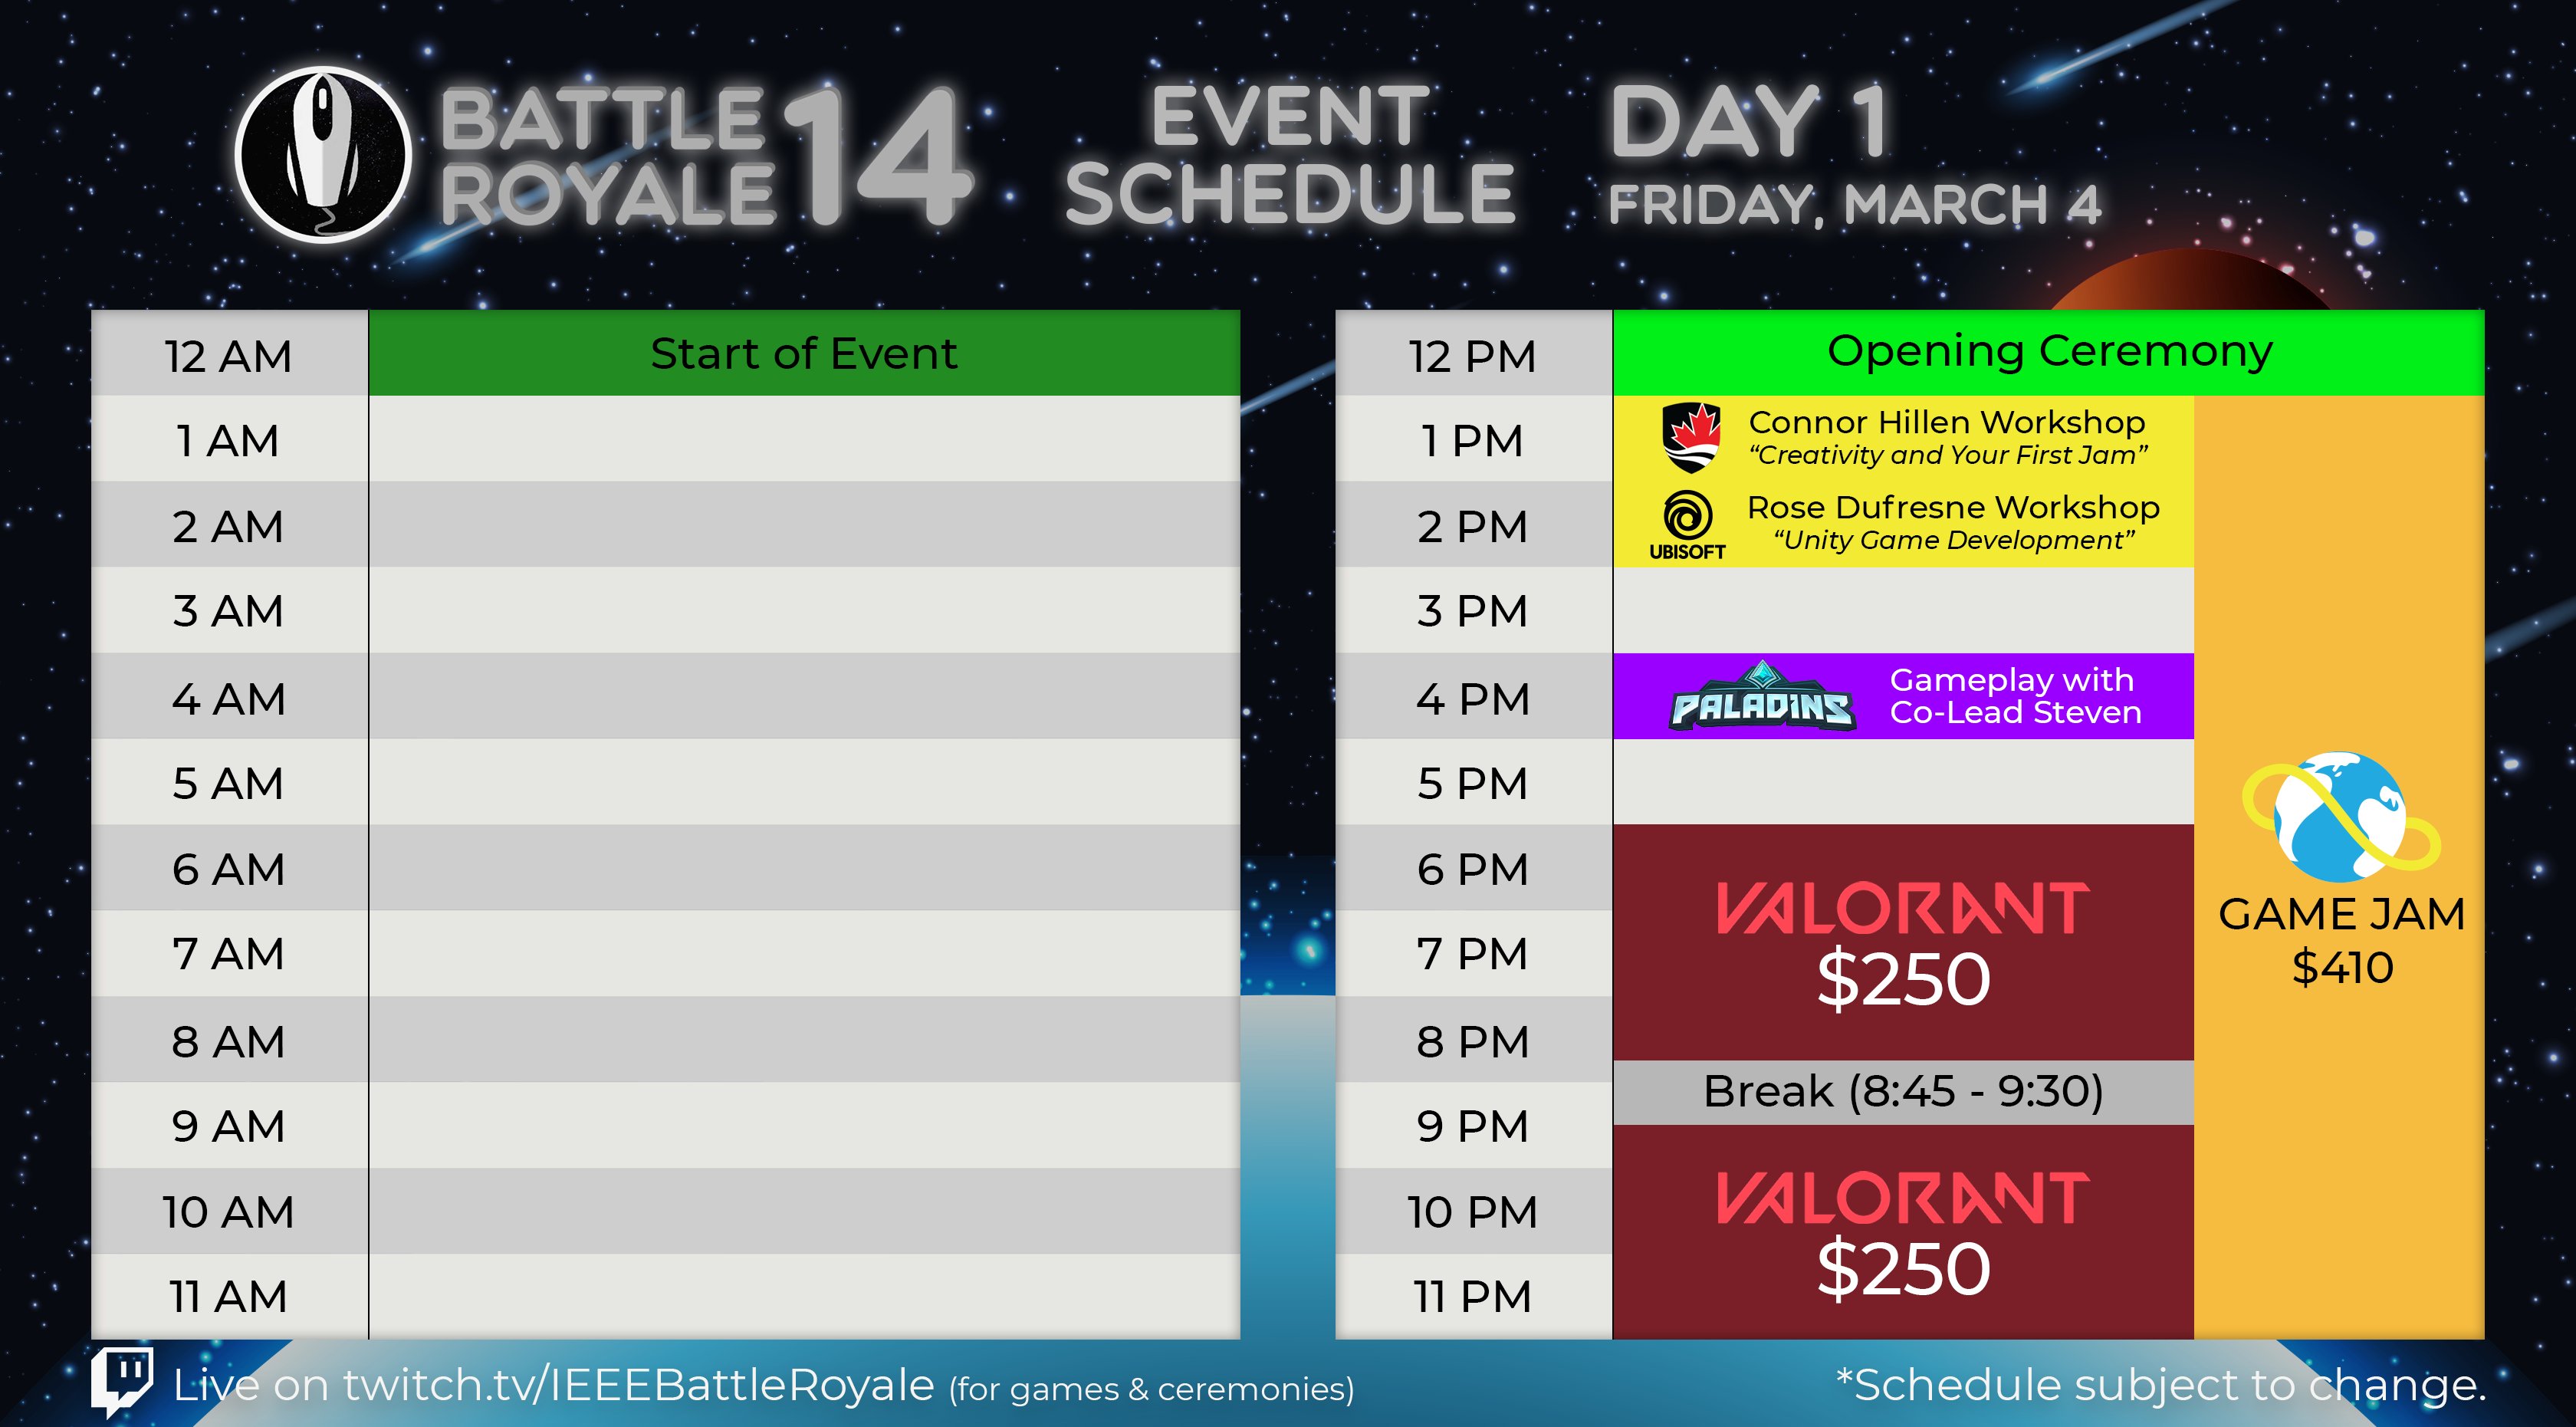 BATTLE
ROYALE 14
EVENT
SCHEDULE
DAY 1
FRIDAY, MARCH 4
12 AM Start of Event
1 AM
2 AM
3 AM
4 AM
5 AM
6 AM
7 AM
8 AM
9 AM
10 AM
11 AM
12 PM Opening Ceremony
1 PM
Connor Hillen Workshop
“Creativity and Your First Jam”
2 PM
UBISOFT
Rose Dufresne Workshop
“Unity Game Development”
3 PM
4 PM
PALADINS
Gameplay with
Co-Lead Steven
5 PM
6 PM
VALORANT
7 PM
$250
8 PM
Break (8:45 - 9:30)
9 PM
10 PM
VALORANT
$250
11 PM
GAME JAM
$410
Live on twitch.tv/IEEEBattleRoyale (for games & ceremonies)
*Schedule subject to change.